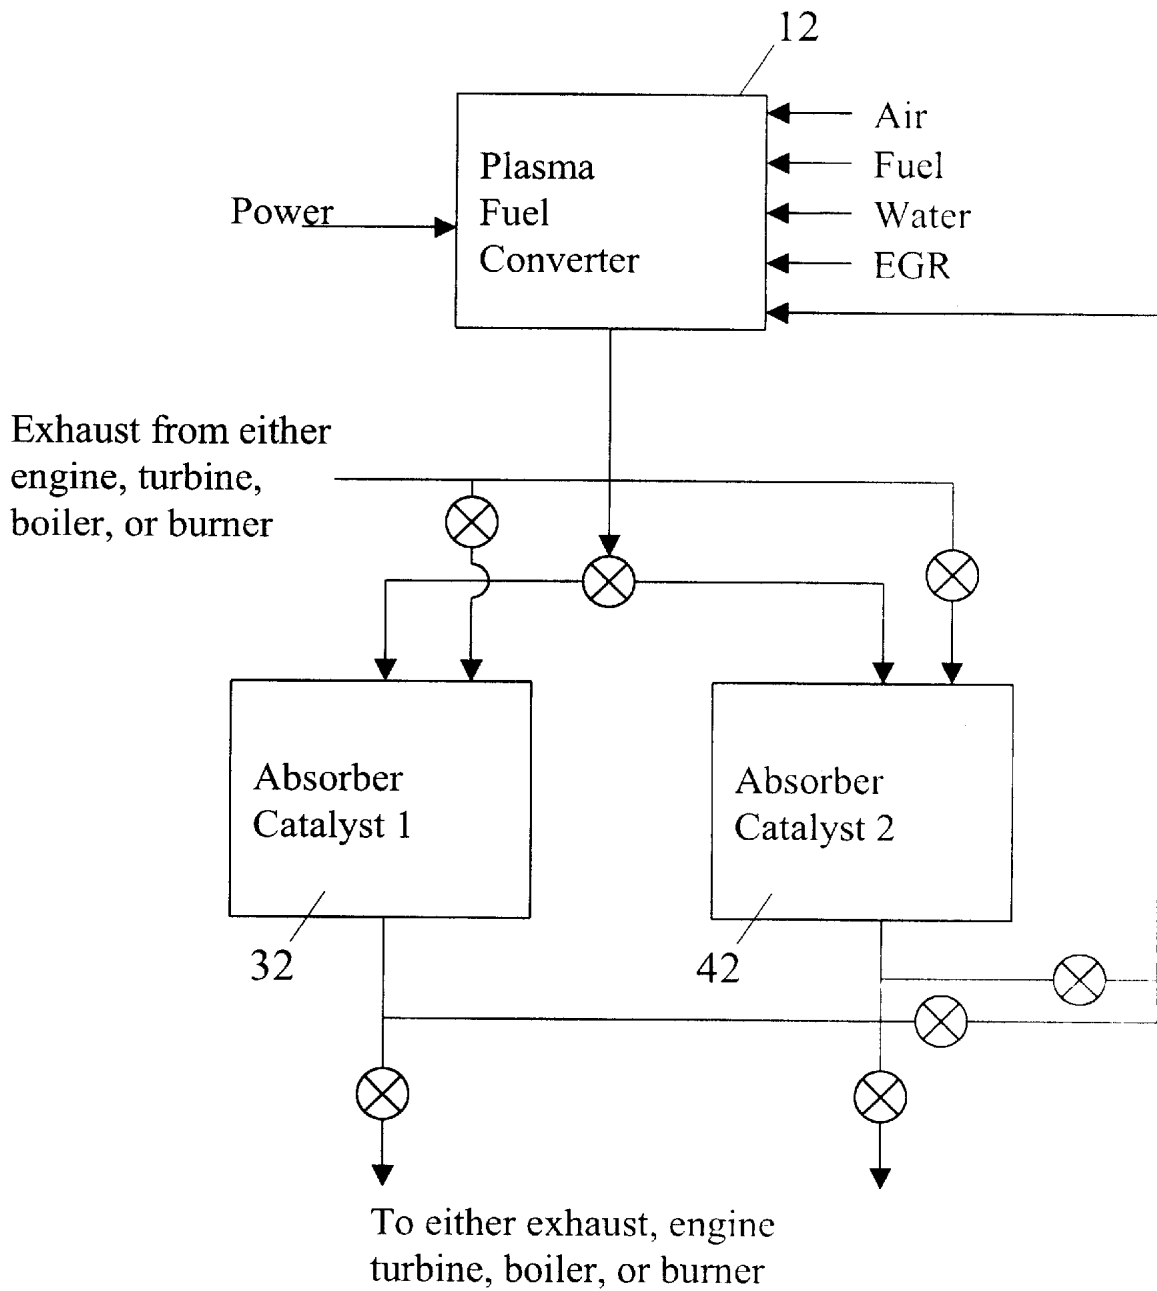 12
Air
Plasma
Fuel
Fuel
Water
Power
Converter
EGR
Exhaust from either
engine, turbine,
boiler, or burner
Absorber
Catalyst 1
Absorber
Catalyst 2
32
42
To either exhaust, engine
turbine, boiler, or burner